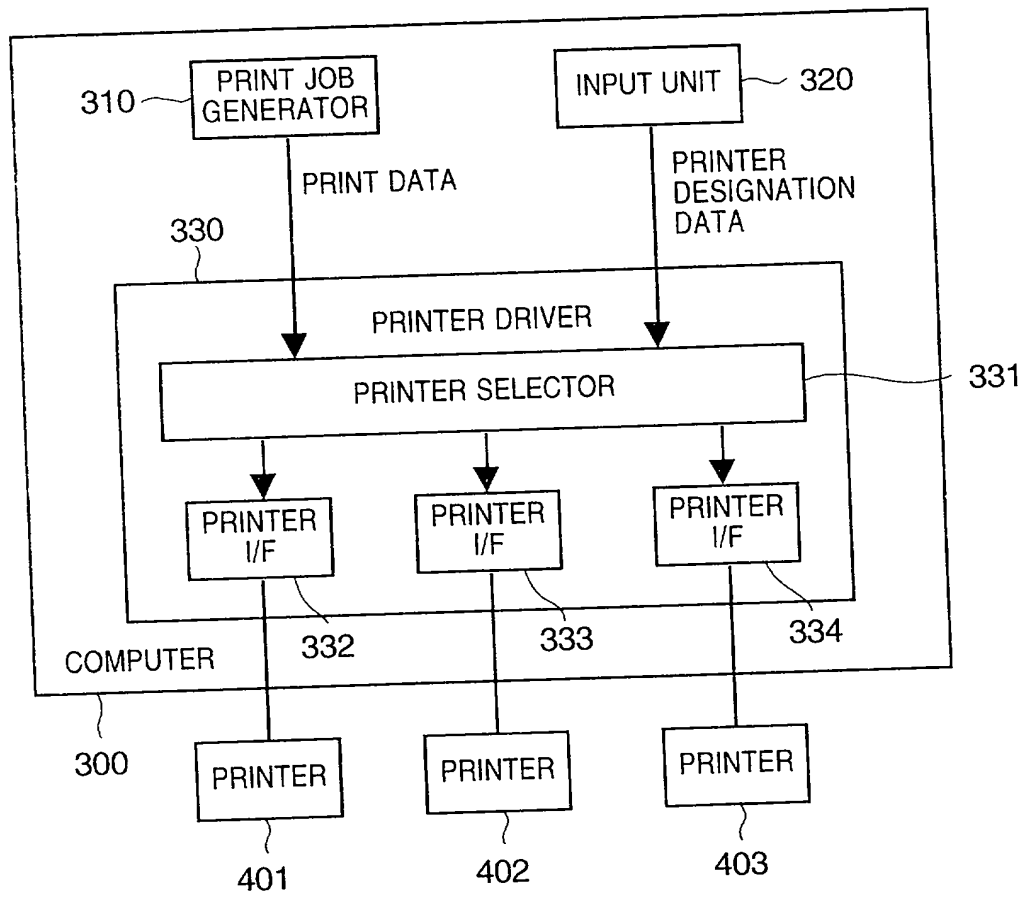 310
PRINT JOB
GENERATOR
INPUT UNIT
320
PRINT DATA
PRINTER
DESIGNATION
DATA
330
PRINTER DRIVER
PRINTER SELECTOR
331
PRINTER
I/F
PRINTER
I/F
PRINTER
I/F
332
333
334
COMPUTER
300
PRINTER
PRINTER
PRINTER
401
402
403